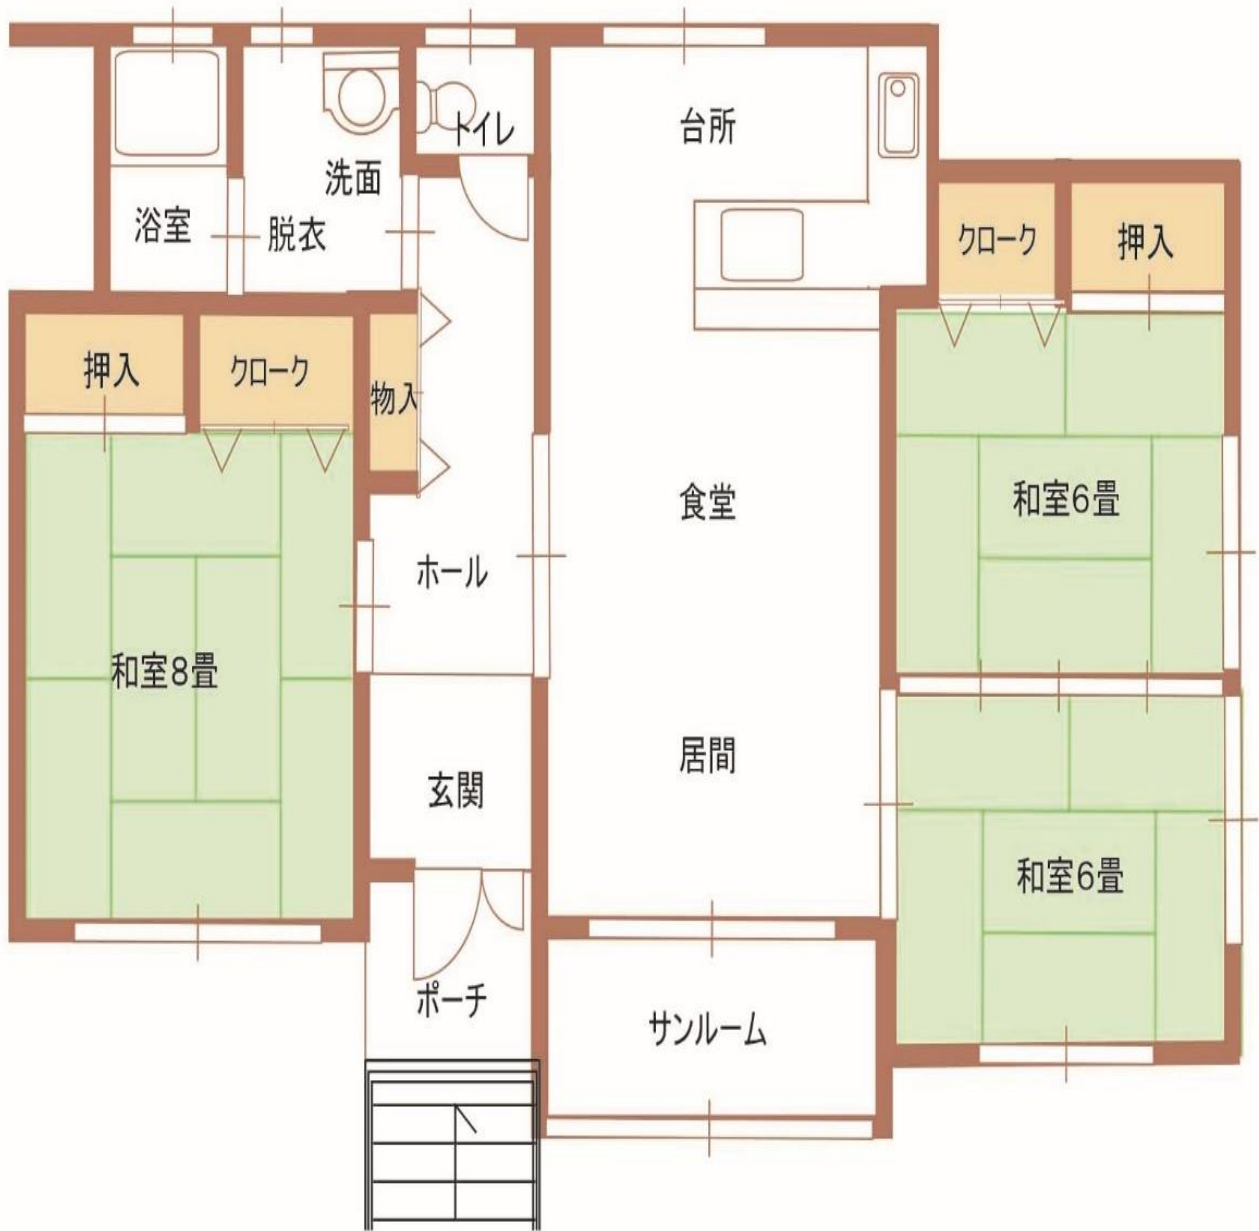 トイレ
台所
洗面
浴室
脱衣
クローク
押入
押入
クローク
物入
和室6畳
食堂
ホール
和室8畳
居間
玄関
和室6畳
ポーチ
サンルーム